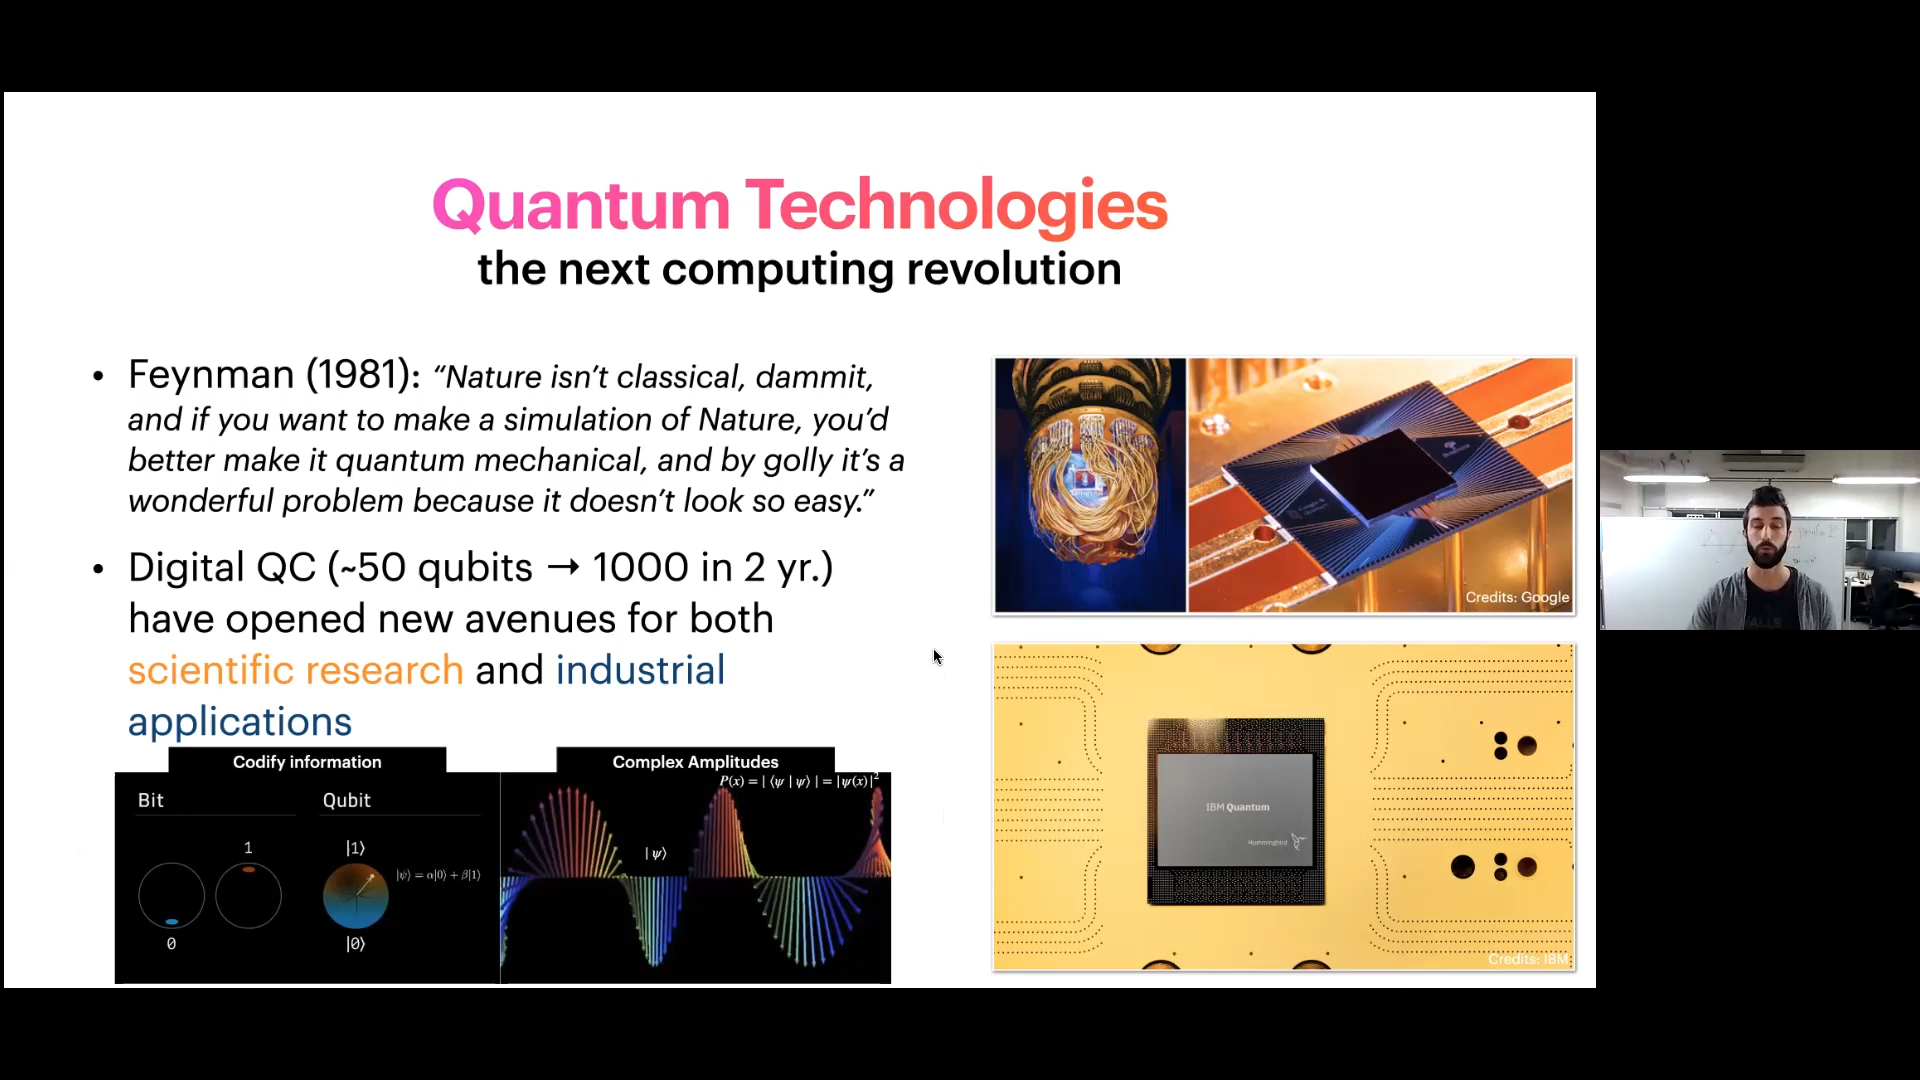 Quantum Technologies
the next computing revolution
• Feynman (1981): “Nature isn’t classical, dammit,
and if you want to make a simulation of Nature, you’d
better make it quantum mechanical, and by golly it’s a
wonderful problem because it doesn’t look so easy.”
• Digital QC (~50 qubits → 1000 in 2 yr.)
have opened new avenues for both
scientific research and industrial
applications
Codify information
Bit
Qubit
1
|1⟩
|ψ⟩ = α|0⟩ + β|1⟩
0
|0⟩
Complex Amplitudes
P(x) = | ⟨ψ | ψ⟩ | = |ψ(x)|²
|ψ⟩
Credits: Google
IBM Quantum
Hummingbird
Credits: IBM